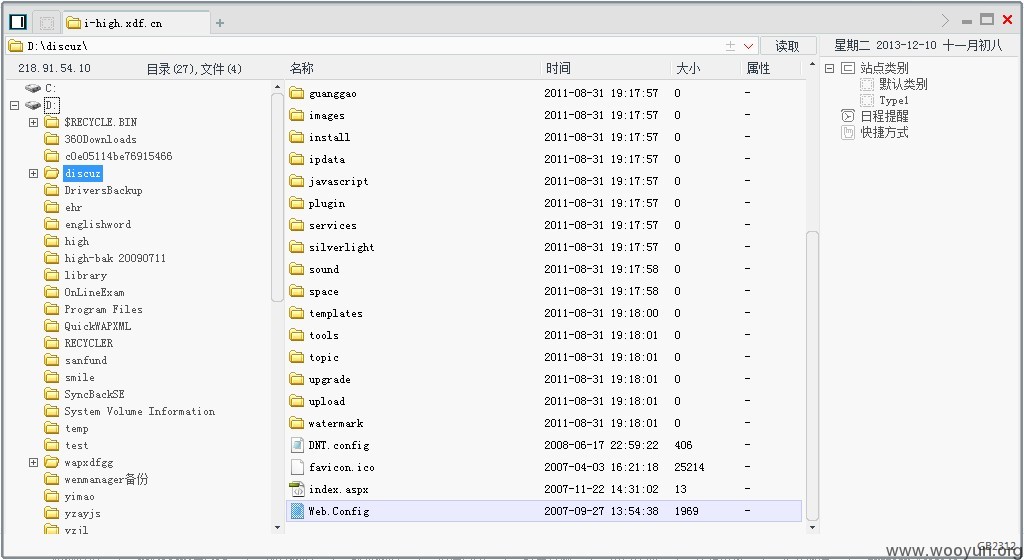 i-high.xdf.cn
D:\discuz\
读取
星期二 2013-12-10 十一月初八
218.91.54.10
目录(27),文件(4)
名称 时间 大小 属性
C:
D:
$RECYCLE.BIN
360Downloads
c0e05114be76915466
discuz
DriversBackup
ehr
englishword
high
high-bak 20090711
library
OnLineExam
Program Files
QuickWAPXML
RECYCLER
sanfund
smile
SyncBackSE
System Volume Information
temp
test
wapxdfgg
wenmanager备份
yimao
yzayjs
yzil
guanggao 2011-08-31 19:17:57 0 -
images 2011-08-31 19:17:57 0 -
install 2011-08-31 19:17:57 0 -
ipdata 2011-08-31 19:17:57 0 -
javascript 2011-08-31 19:17:57 0 -
plugin 2011-08-31 19:17:57 0 -
services 2011-08-31 19:17:57 0 -
silverlight 2011-08-31 19:17:57 0 -
sound 2011-08-31 19:17:58 0 -
space 2011-08-31 19:17:58 0 -
templates 2011-08-31 19:18:00 0 -
tools 2011-08-31 19:18:01 0 -
topic 2011-08-31 19:18:01 0 -
upgrade 2011-08-31 19:18:01 0 -
upload 2011-08-31 19:18:01 0 -
watermark 2011-08-31 19:18:01 0 -
DNT.config 2008-06-17 22:59:22 406 -
favicon.ico 2007-04-03 16:21:18 25214 -
index.aspx 2007-11-22 14:31:02 13 -
Web.Config 2007-09-27 13:54:38 1969 -
站点类别
默认类别
Type1
日程提醒
快捷方式
GB2312
www.wooyun.org